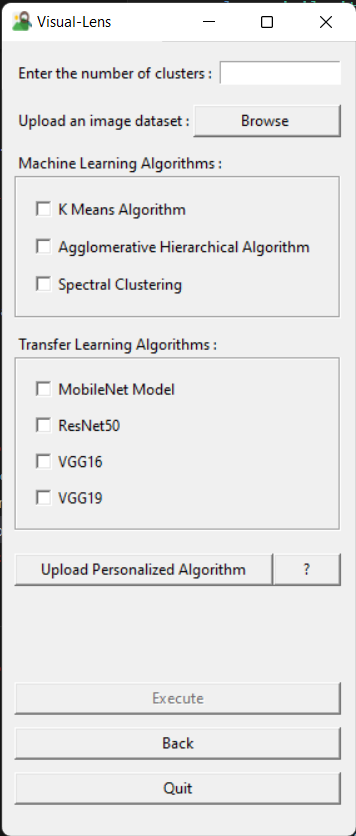 Visual-Lens
Enter the number of clusters :
Upload an image dataset : Browse
Machine Learning Algorithms :
K Means Algorithm
Agglomerative Hierarchical Algorithm
Spectral Clustering
Transfer Learning Algorithms :
MobileNet Model
ResNet50
VGG16
VGG19
Upload Personalized Algorithm ?
Execute
Back
Quit